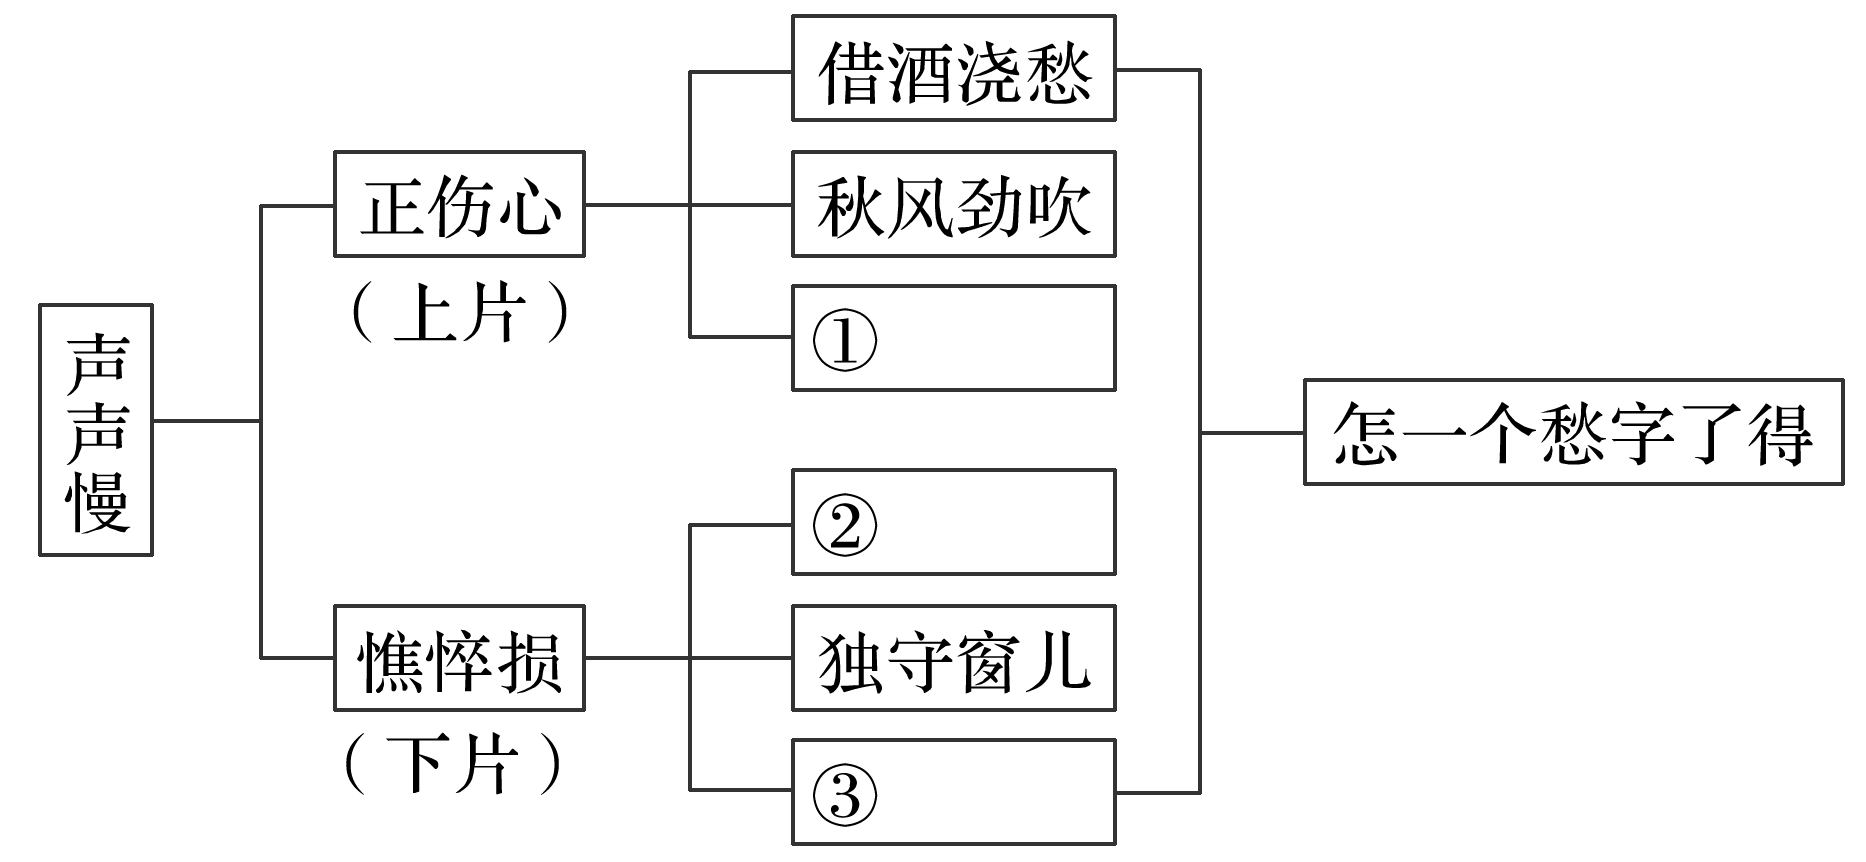 声声慢
正伤心
（上片）
借酒浇愁
秋风劲吹
①
憔悴损
（下片）
②
独守窗儿
③
怎一个愁字了得